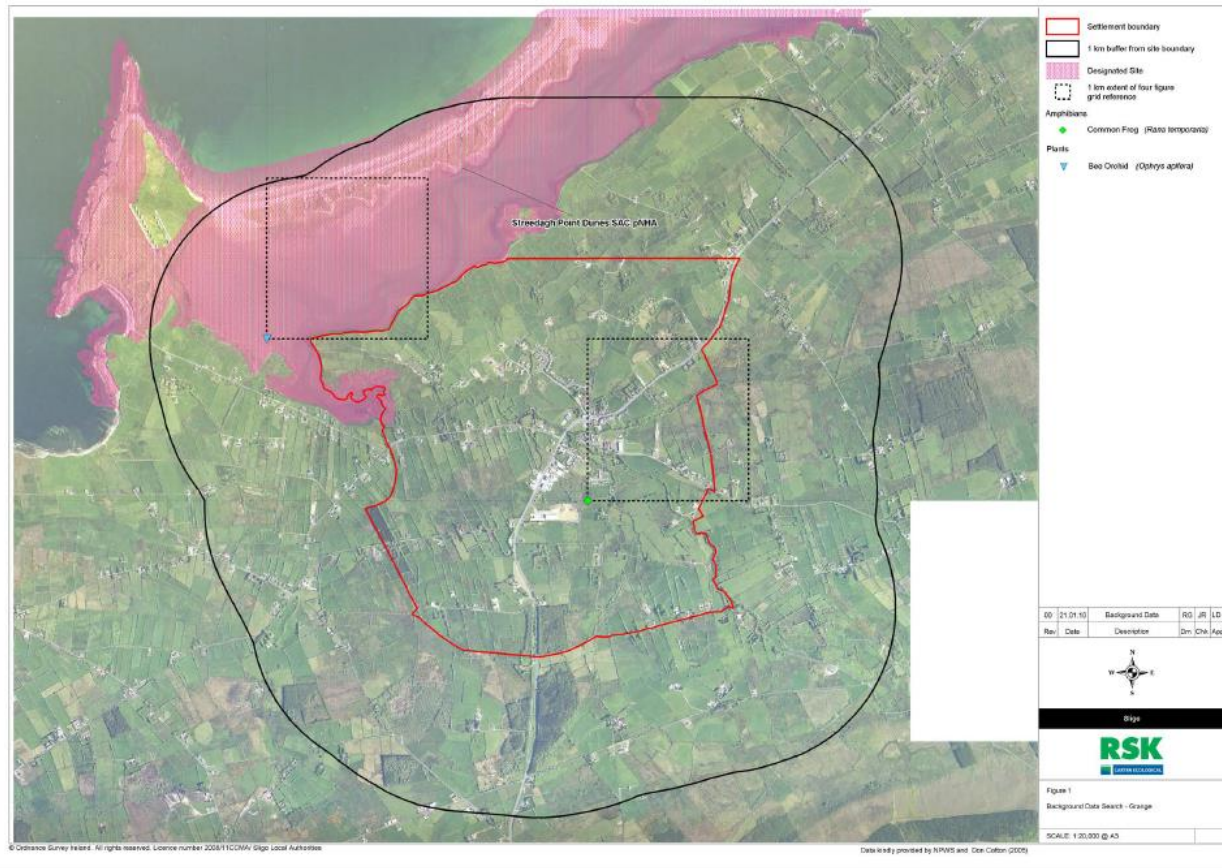 Settlement boundary
1 km buffer from site boundary
Designated Site
1 km extent of four figure
grid reference
Amphibians
Common Frog (Rana temporaria)
Plants
Bee Orchid (Ophrys apifera)
Streedagh Point Dunes SAC pNHA
00 21.01.10 Background Data RG JR LD
Rev Date Description Drn Chk App
N
W E
S
Sligo
RSK
CARTER ECOLOGICAL
Figure 1
Background Data Search - Grange
SCALE: 1:20,000 @ A3
© Ordnance Survey Ireland. All rights reserved. Licence number 2008/11CCMA/ Sligo Local Authorities
Data kindly provided by NPWS and Don Cotton (2009)